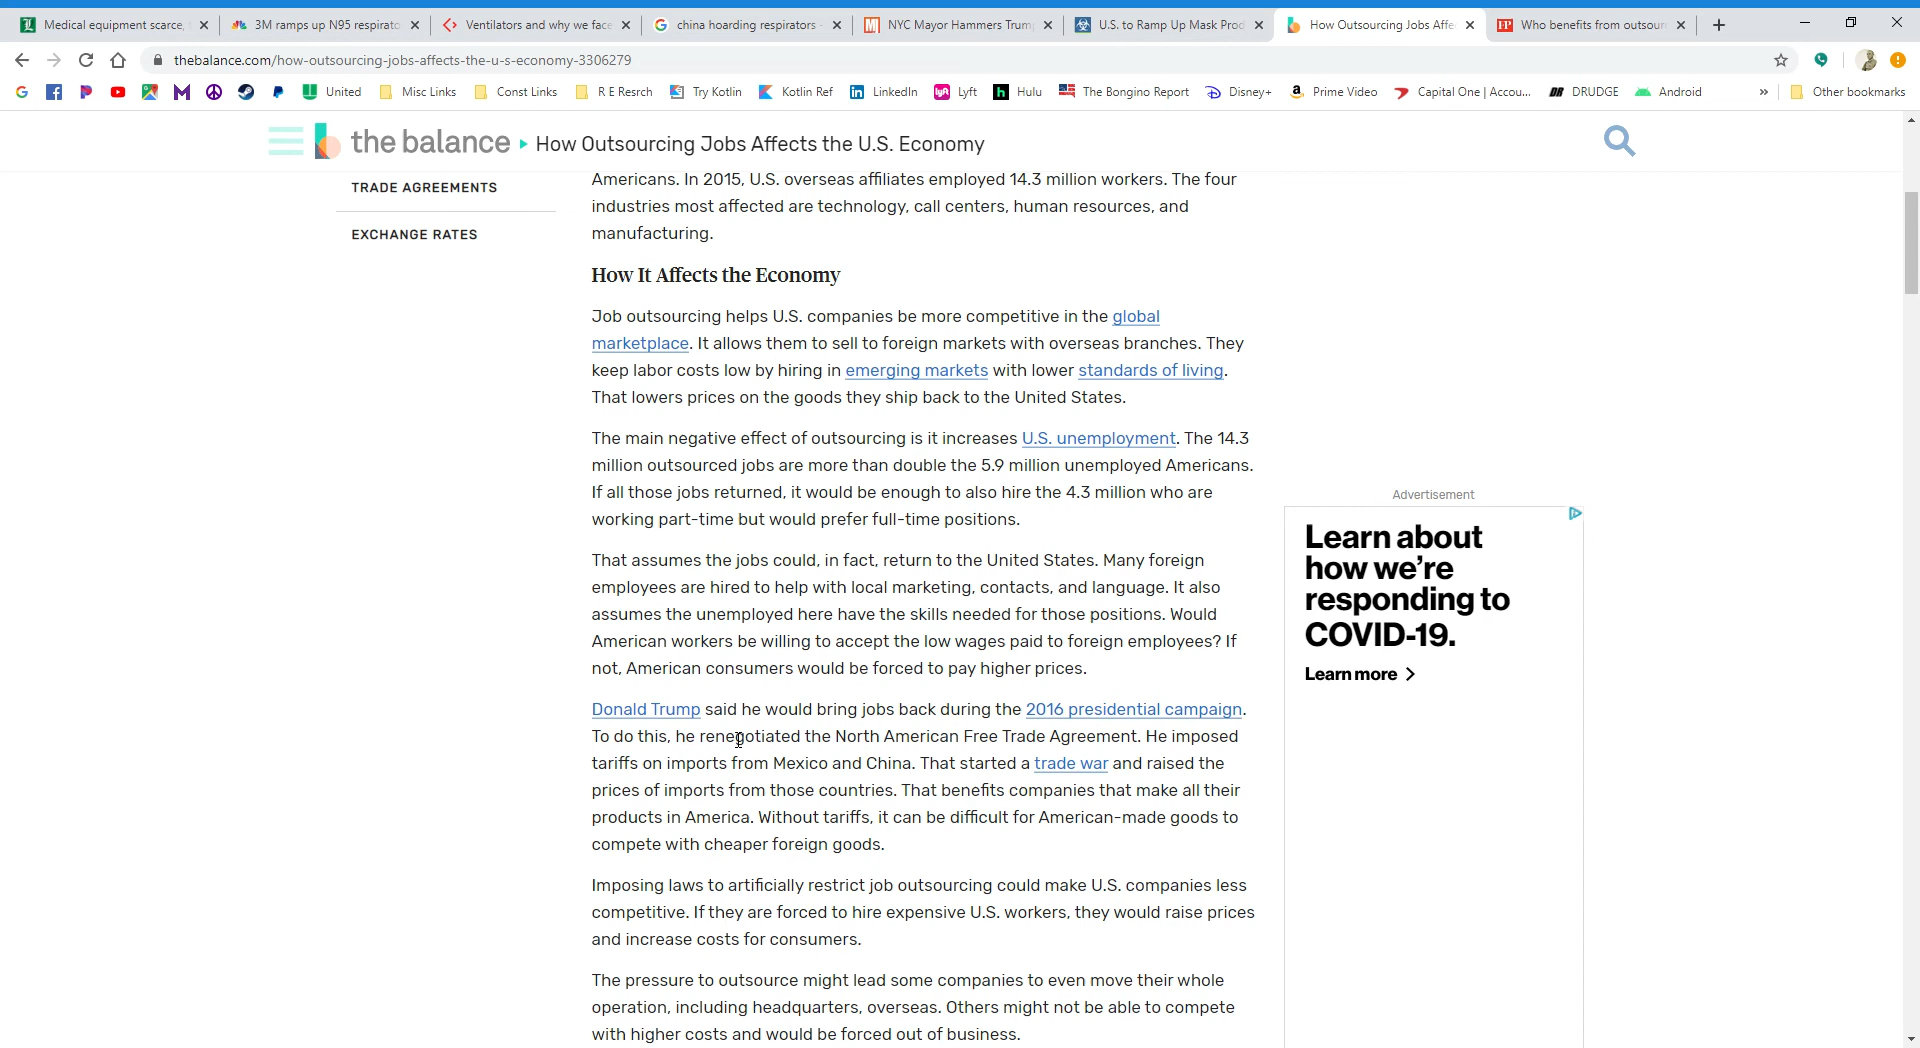 Medical equipment scarce,
3M ramps up N95 respirato
Ventilators and why we face
china hoarding respirators -
NYC Mayor Hammers Trum
U.S. to Ramp Up Mask Prod
How Outsourcing Jobs Affe
Who benefits from outsour
thebalance.com/how-outsourcing-jobs-affects-the-u-s-economy-3306279
United
Misc Links
Const Links
R E Resrch
Try Kotlin
Kotlin Ref
LinkedIn
Lyft
Hulu
The Bongino Report
Disney+
Prime Video
Capital One | Accou...
DRUDGE
Android
»
Other bookmarks
the balance
How Outsourcing Jobs Affects the U.S. Economy
TRADE AGREEMENTS
EXCHANGE RATES
Americans. In 2015, U.S. overseas affiliates employed 14.3 million workers. The four
industries most affected are technology, call centers, human resources, and
manufacturing.
How It Affects the Economy
Job outsourcing helps U.S. companies be more competitive in the global
marketplace. It allows them to sell to foreign markets with overseas branches. They
keep labor costs low by hiring in emerging markets with lower standards of living.
That lowers prices on the goods they ship back to the United States.
The main negative effect of outsourcing is it increases U.S. unemployment. The 14.3
million outsourced jobs are more than double the 5.9 million unemployed Americans.
If all those jobs returned, it would be enough to also hire the 4.3 million who are
working part-time but would prefer full-time positions.
That assumes the jobs could, in fact, return to the United States. Many foreign
employees are hired to help with local marketing, contacts, and language. It also
assumes the unemployed here have the skills needed for those positions. Would
American workers be willing to accept the low wages paid to foreign employees? If
not, American consumers would be forced to pay higher prices.
Donald Trump said he would bring jobs back during the 2016 presidential campaign.
To do this, he renegotiated the North American Free Trade Agreement. He imposed
tariffs on imports from Mexico and China. That started a trade war and raised the
prices of imports from those countries. That benefits companies that make all their
products in America. Without tariffs, it can be difficult for American-made goods to
compete with cheaper foreign goods.
Imposing laws to artificially restrict job outsourcing could make U.S. companies less
competitive. If they are forced to hire expensive U.S. workers, they would raise prices
and increase costs for consumers.
The pressure to outsource might lead some companies to even move their whole
operation, including headquarters, overseas. Others might not be able to compete
with higher costs and would be forced out of business.
Advertisement
Learn about
how we're
responding to
COVID-19.
Learn more